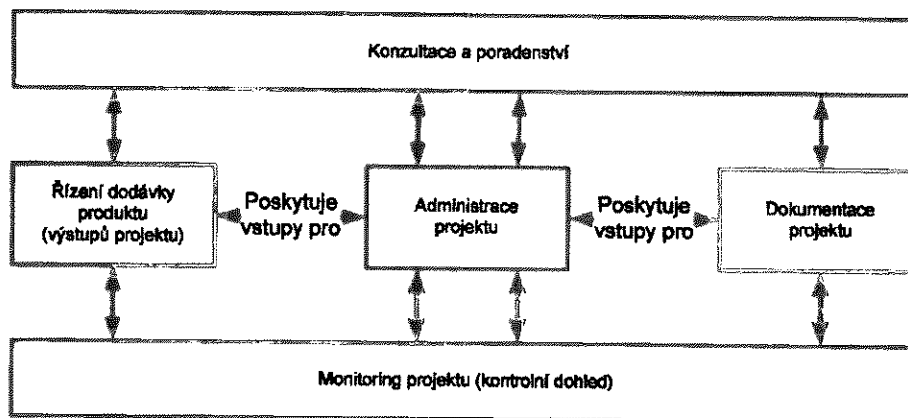 Konzultace a poradenství
Řízení dodávky
produktu
(výstupů projektu)
Poskytuje
vstupy pro
Administrace
projektu
Poskytuje
vstupy pro
Dokumentace
projektu
Monitoring projektu (kontrolní dohled)